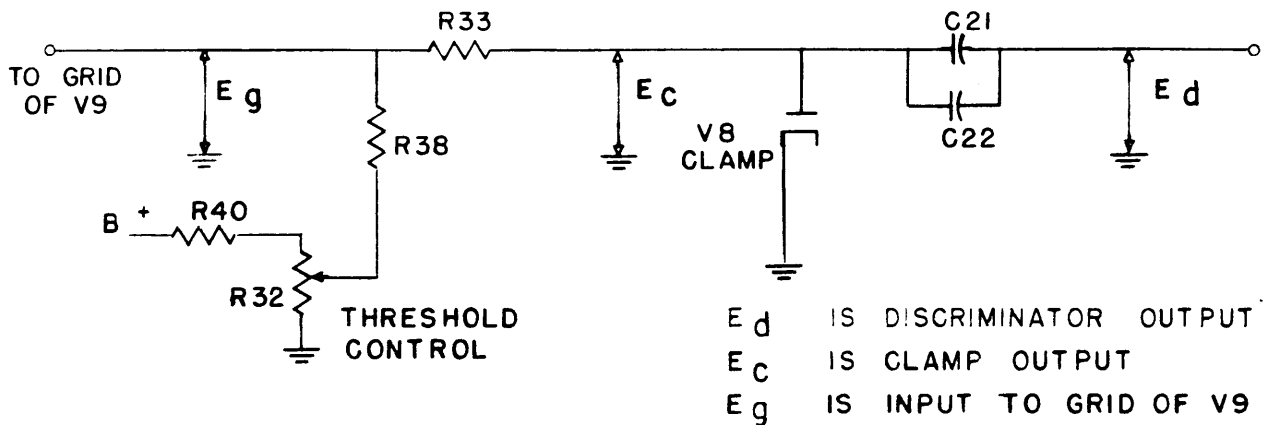 R33
C21
TO GRID
OF V9
E g
E c
E d
R38
V8
CLAMP
C22
B +
R40
R32
THRESHOLD
CONTROL
E d IS DISCRIMINATOR OUTPUT
E c IS CLAMP OUTPUT
E g IS INPUT TO GRID OF V9